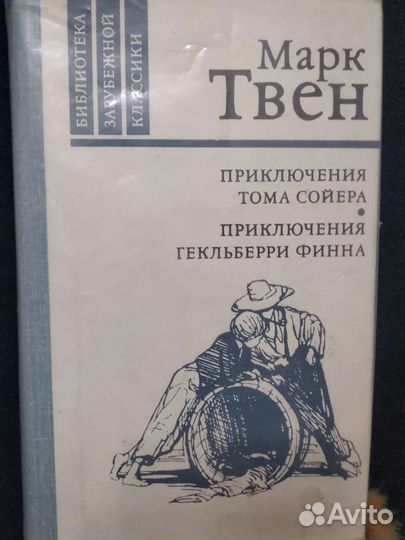 БИБЛИОТЕКА
ЗАРУБЕЖНОЙ
КЛАССИКИ
Марк
Твен
ПРИКЛЮЧЕНИЯ
ТОМА СОЙЕРА
•
ПРИКЛЮЧЕНИЯ
ГЕКЛЬБЕРРИ ФИННА
Avito